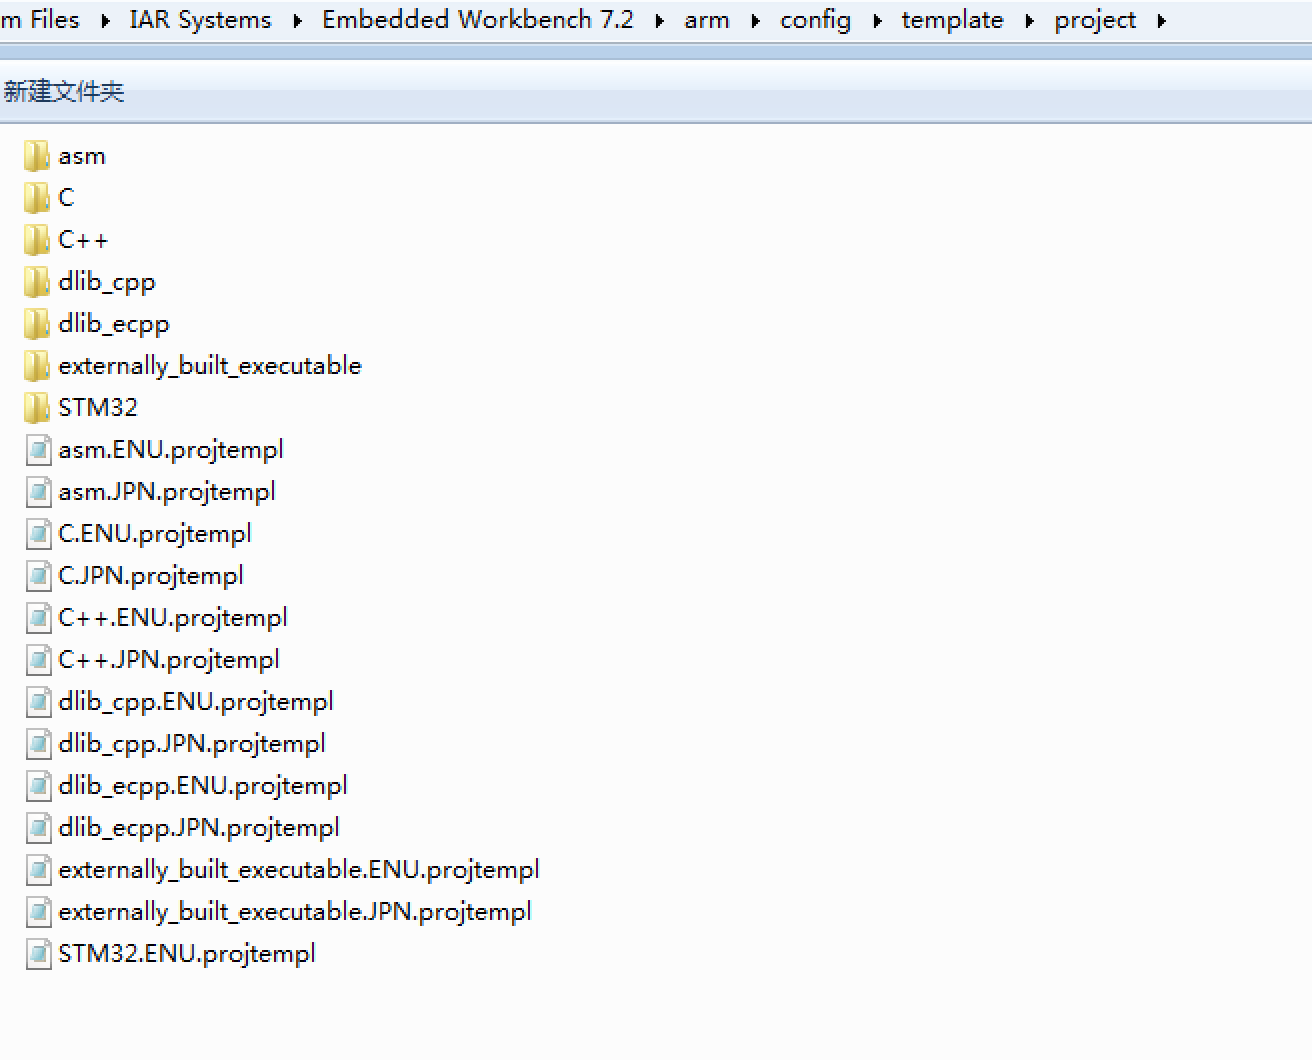 m Files IAR Systems Embedded Workbench 7.2 arm config template project
新建文件夹
asm
C
C++
dlib_cpp
dlib_ecpp
externally_built_executable
STM32
asm.ENU.projtempl
asm.JPN.projtempl
C.ENU.projtempl
C.JPN.projtempl
C++.ENU.projtempl
C++.JPN.projtempl
dlib_cpp.ENU.projtempl
dlib_cpp.JPN.projtempl
dlib_ecpp.ENU.projtempl
dlib_ecpp.JPN.projtempl
externally_built_executable.ENU.projtempl
externally_built_executable.JPN.projtempl
STM32.ENU.projtempl